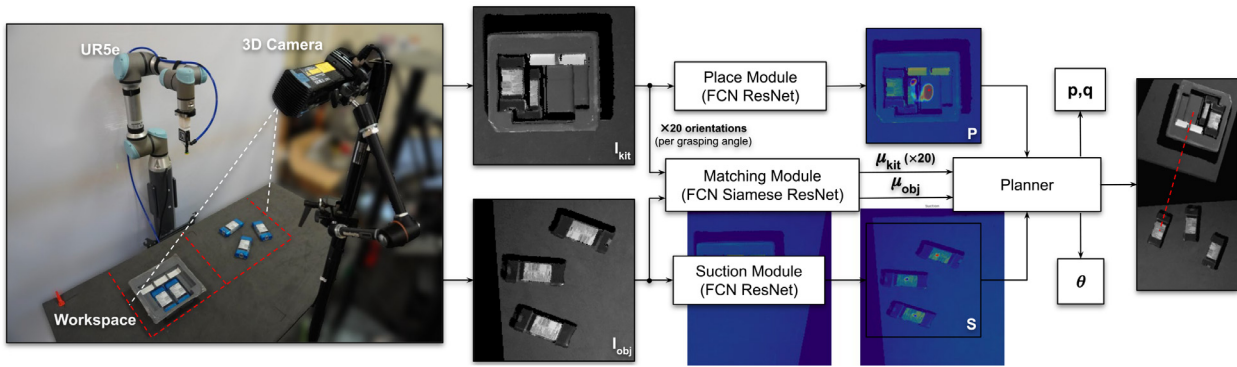 UR5e
3D Camera
Workspace
I_kit
I_obj
×20 orientations
(per grasping angle)
Place Module
(FCN ResNet)
Matching Module
(FCN Siamese ResNet)
Suction Module
(FCN ResNet)
P
μ_kit (×20)
μ_obj
S
Planner
p,q
θ